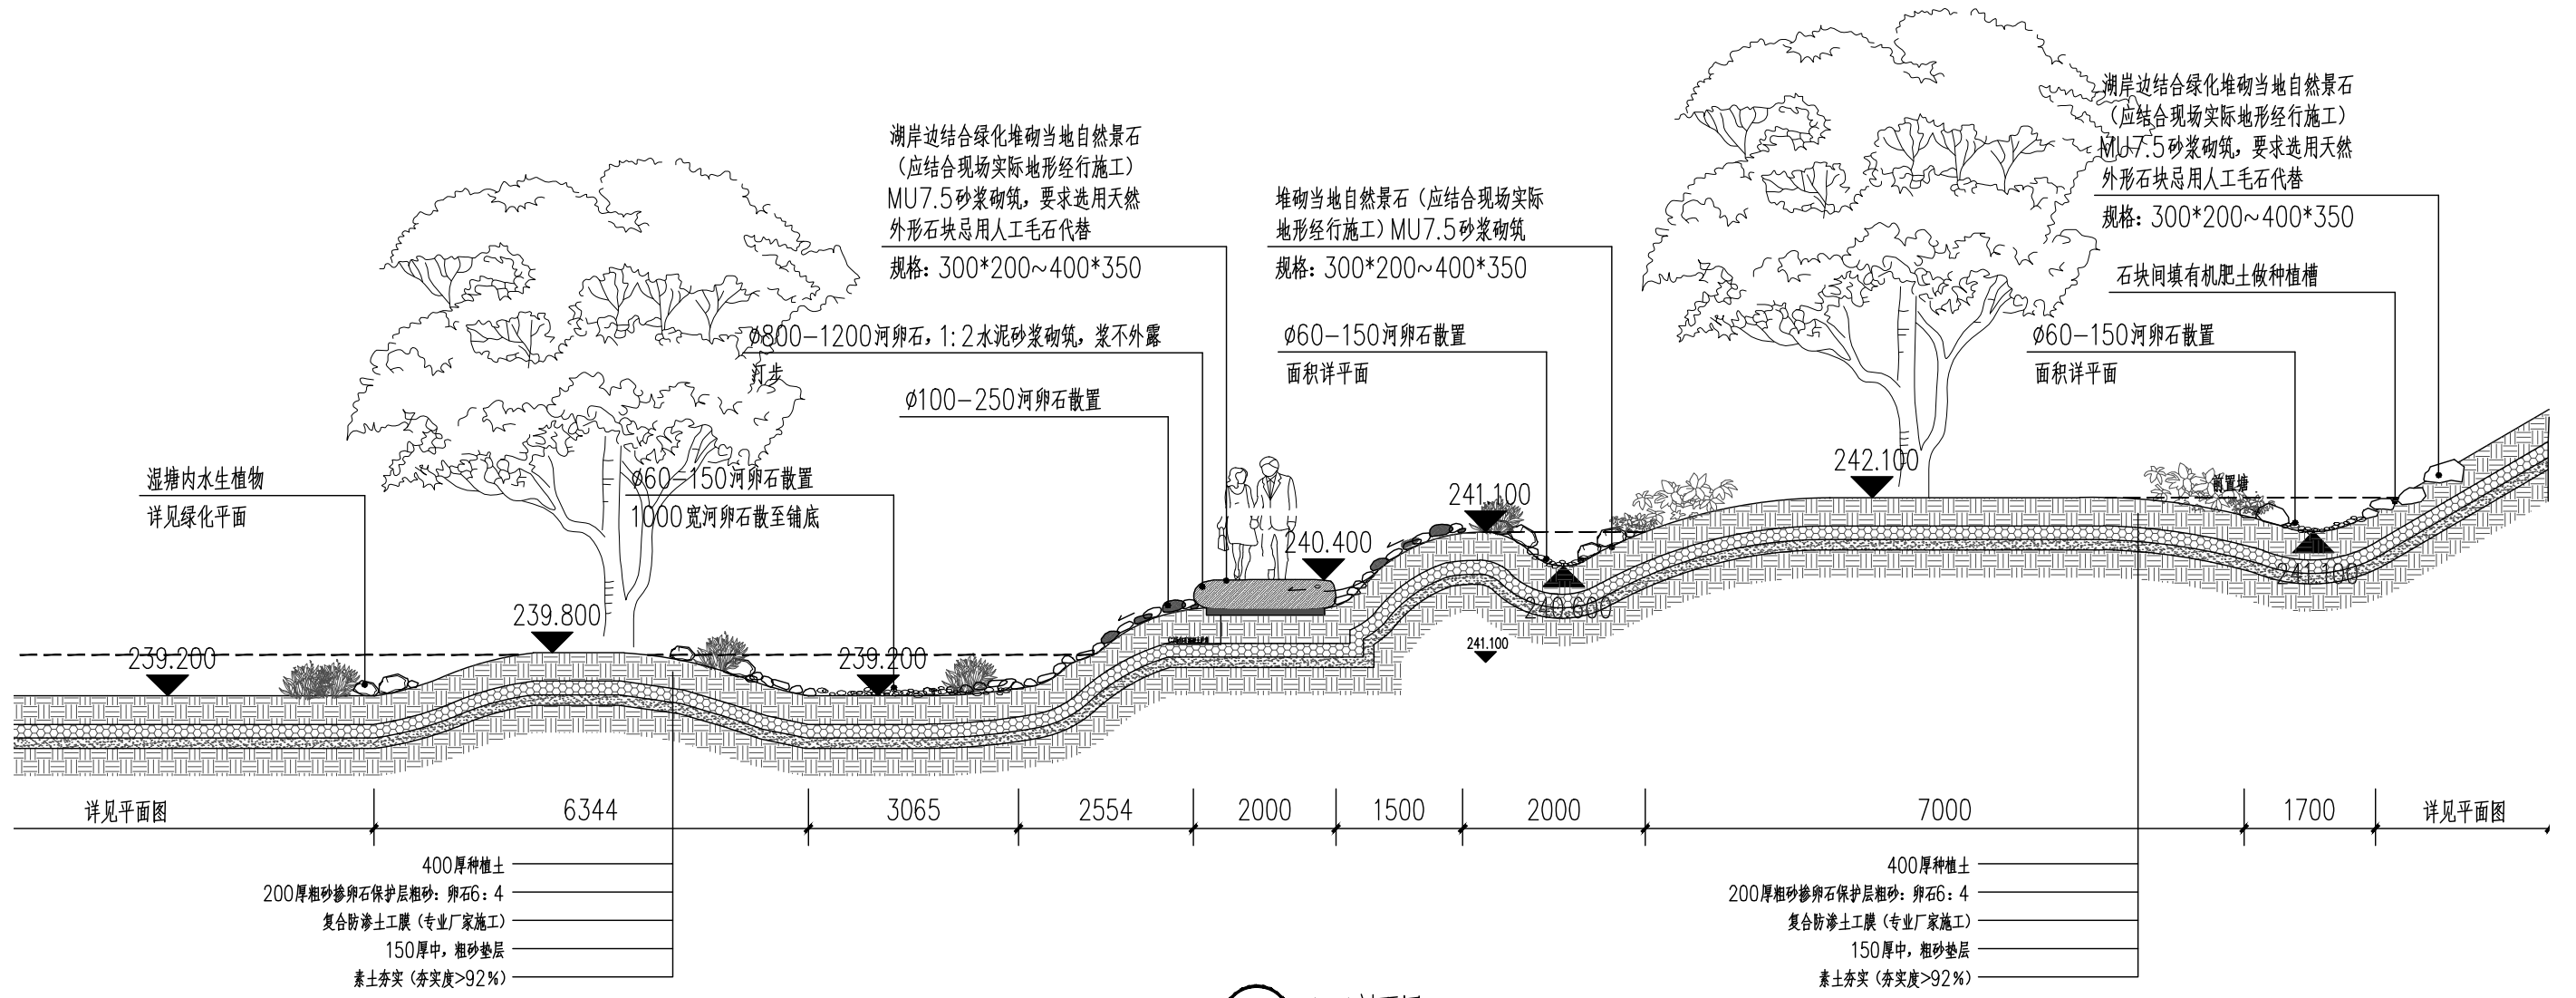 湖岸边结合绿化堆砌当地自然景石
（应结合现场实际地形经行施工）
MU7.5砂浆砌筑，要求选用天然
外形石块忌用人工毛石代替
规格：300*200~400*350
堆砌当地自然景石（应结合现场实际
地形经行施工）MU7.5砂浆砌筑
规格：300*200~400*350
湖岸边结合绿化堆砌当地自然景石
（应结合现场实际地形经行施工）
MU7.5砂浆砌筑，要求选用天然
外形石块忌用人工毛石代替
规格：300*200~400*350
石块间填有机肥土做种植槽
ø800-1200河卵石，1:2水泥砂浆砌筑，浆不外露
汀步
ø100-250河卵石散置
ø60-150河卵石散置
面积详平面
ø60-150河卵石散置
面积详平面
湿塘内水生植物
详见绿化平面
ø60-150河卵石散置
1000宽河卵石散至铺底
242.100
前置塘
241.100
240.400
241.100
240.600
239.800
241.100
239.200
239.200
详见平面图
6344
3065
2554
2000
1500
2000
7000
1700
详见平面图
400厚种植土
200厚粗砂掺卵石保护层粗砂：卵石6：4
复合防渗土工膜（专业厂家施工）
150厚中，粗砂垫层
素土夯实（夯实度>92%）
400厚种植土
200厚粗砂掺卵石保护层粗砂：卵石6：4
复合防渗土工膜（专业厂家施工）
150厚中，粗砂垫层
素土夯实（夯实度>92%）